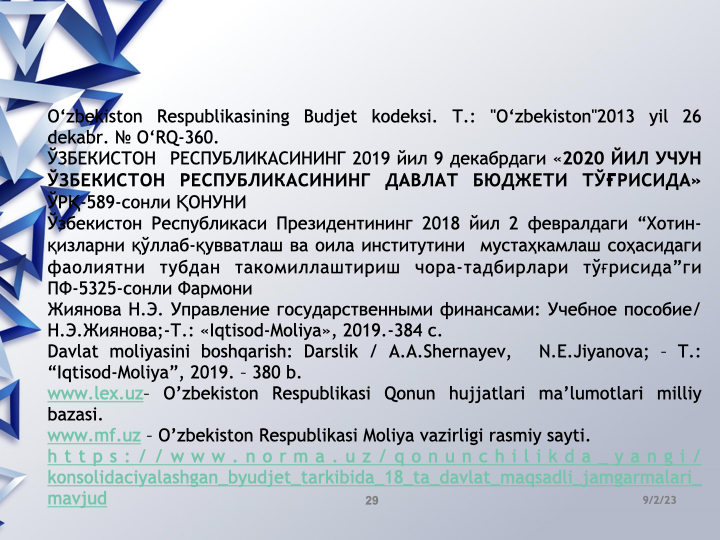 O‘zbekiston Respublikasining Budjet kodeksi. T.: "O‘zbekiston"2013 yil 26
dekabr. № O‘RQ-360.
ЎЗБЕКИСТОН РЕСПУБЛИКАСИНИНГ 2019 йил 9 декабрдаги «2020 ЙИЛ УЧУН
ЎЗБЕКИСТОН РЕСПУБЛИКАСИНИНГ ДАВЛАТ БЮДЖЕТИ ТЎҒРИСИДА»
ЎРҚ-589-сонли ҚОНУНИ
Ўзбекистон Республикаси Президентининг 2018 йил 2 февралдаги “Хотин-
қизларни қўллаб-қувватлаш ва оила институтини мустаҳкамлаш соҳасидаги
фаолиятни тубдан такомиллаштириш чора-тадбирлари тўғрисида”ги
ПФ-5325-сонли Фармони
Жиянова Н.Э. Управление государственными финансами: Учебное пособие/
Н.Э.Жиянова;-Т.: «Iqtisod-Moliya», 2019.-384 с.
Davlat moliyasini boshqarish: Darslik / A.A.Shernayev, N.E.Jiyanova; – T.:
“Iqtisod-Moliya”, 2019. – 380 b.
www.lex.uz– O’zbekiston Respublikasi Qonun hujjatlari ma’lumotlari milliy
bazasi.
www.mf.uz – O’zbekiston Respublikasi Moliya vazirligi rasmiy sayti.
https://www.norma.uz/qonunchilikda_yangi/
konsolidaciyalashgan_byudjet_tarkibida_18_ta_davlat_maqsadli_jamgarmalari_
mavjud
29
9/2/23